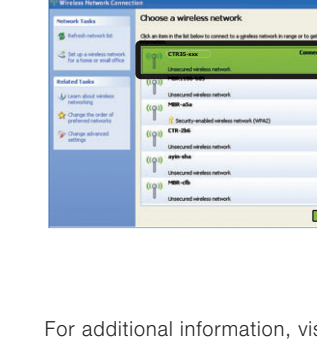 Wireless Network Connection
Network Tasks
Refresh network list
Set up a wireless network
for a home or small office
Related Tasks
Learn about wireless
networking
Change the order of
preferred networks
Change advanced
settings
Choose a wireless network
Click an item in the list below to connect to a wireless network in range or to get
CTR35-xxx
Unsecured wireless network
Unsecured wireless network
MBR-a5a
Security-enabled wireless network (WPA2)
CTR-2b6
Unsecured wireless network
ayin-sha
Unsecured wireless network
MBR-cfb
Unsecured wireless network
For additional information, vis